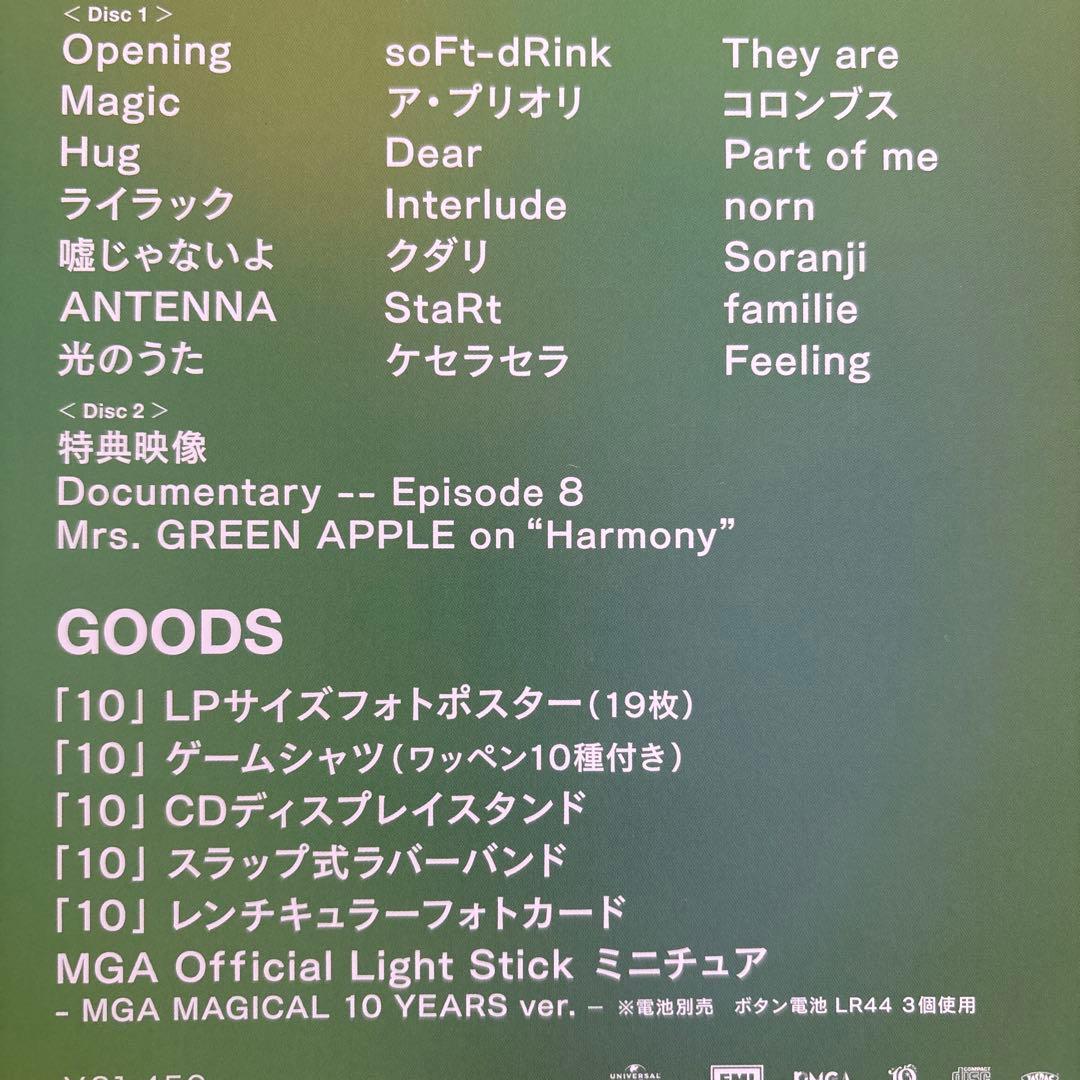 ＜ Disc 1 ＞
Opening
Magic
Hug
ライラック
嘘じゃないよ
ANTENNA
光のうた
soFt-dRink
ア・プリオリ
Dear
Interlude
クダリ
StaRt
ケセラセラ
They are
コロンブス
Part of me
norn
Soranji
familie
Feeling
＜ Disc 2 ＞
特典映像
Documentary -- Episode 8
Mrs. GREEN APPLE on “Harmony”
GOODS
「10」 LPサイズフォトポスター（19枚）
「10」 ゲームシャツ（ワッペン10種付き）
「10」 CDディスプレイスタンド
「10」 スラップ式ラバーバンド
「10」 レンチキュラーフォトカード
MGA Official Light Stick ミニチュア
- MGA MAGICAL 10 YEARS ver. － ※電池別売　ボタン電池 LR44 3個使用
UNIVERSAL
EMI
COMPACT